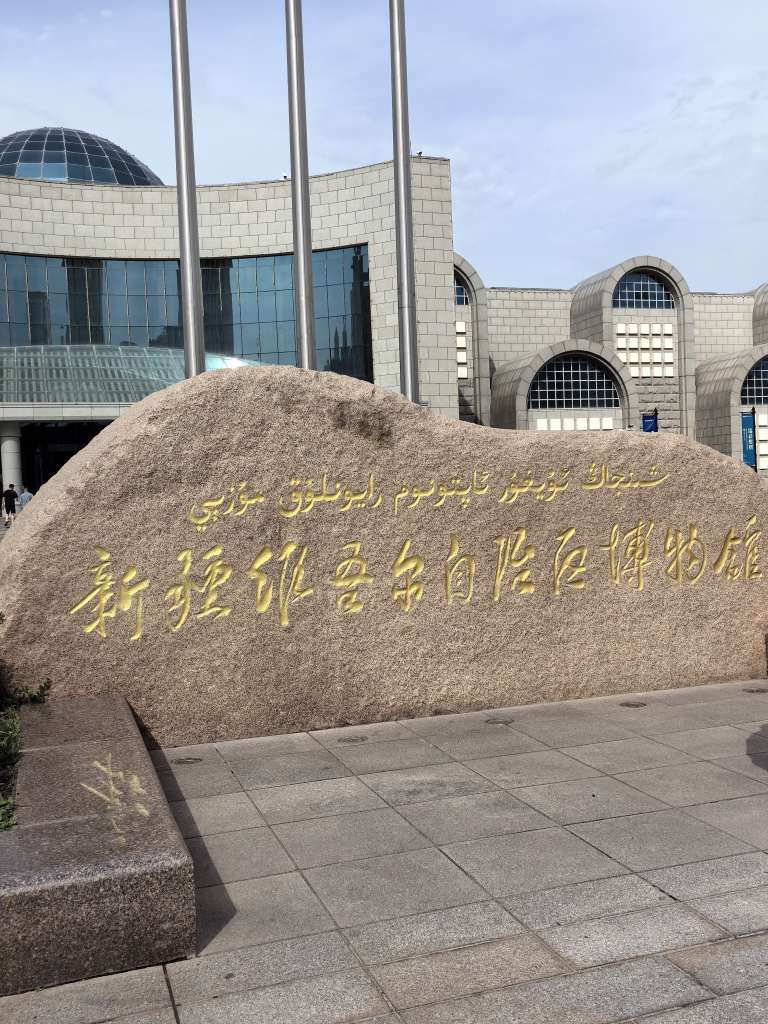 شىنجاڭ ئۇيغۇر ئاپتونوم رايونلۇق مۇزېيى
新疆维吾尔自治区博物馆